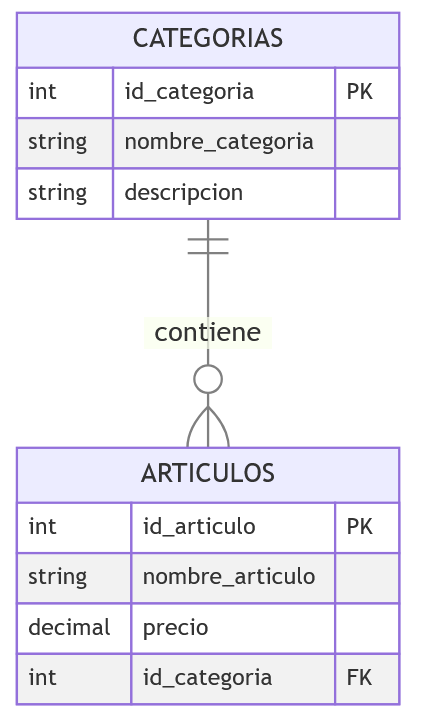 CATEGORIAS
int id_categoria PK
string nombre_categoria
string descripcion
contiene
ARTICULOS
int id_articulo PK
string nombre_articulo
decimal precio
int id_categoria FK